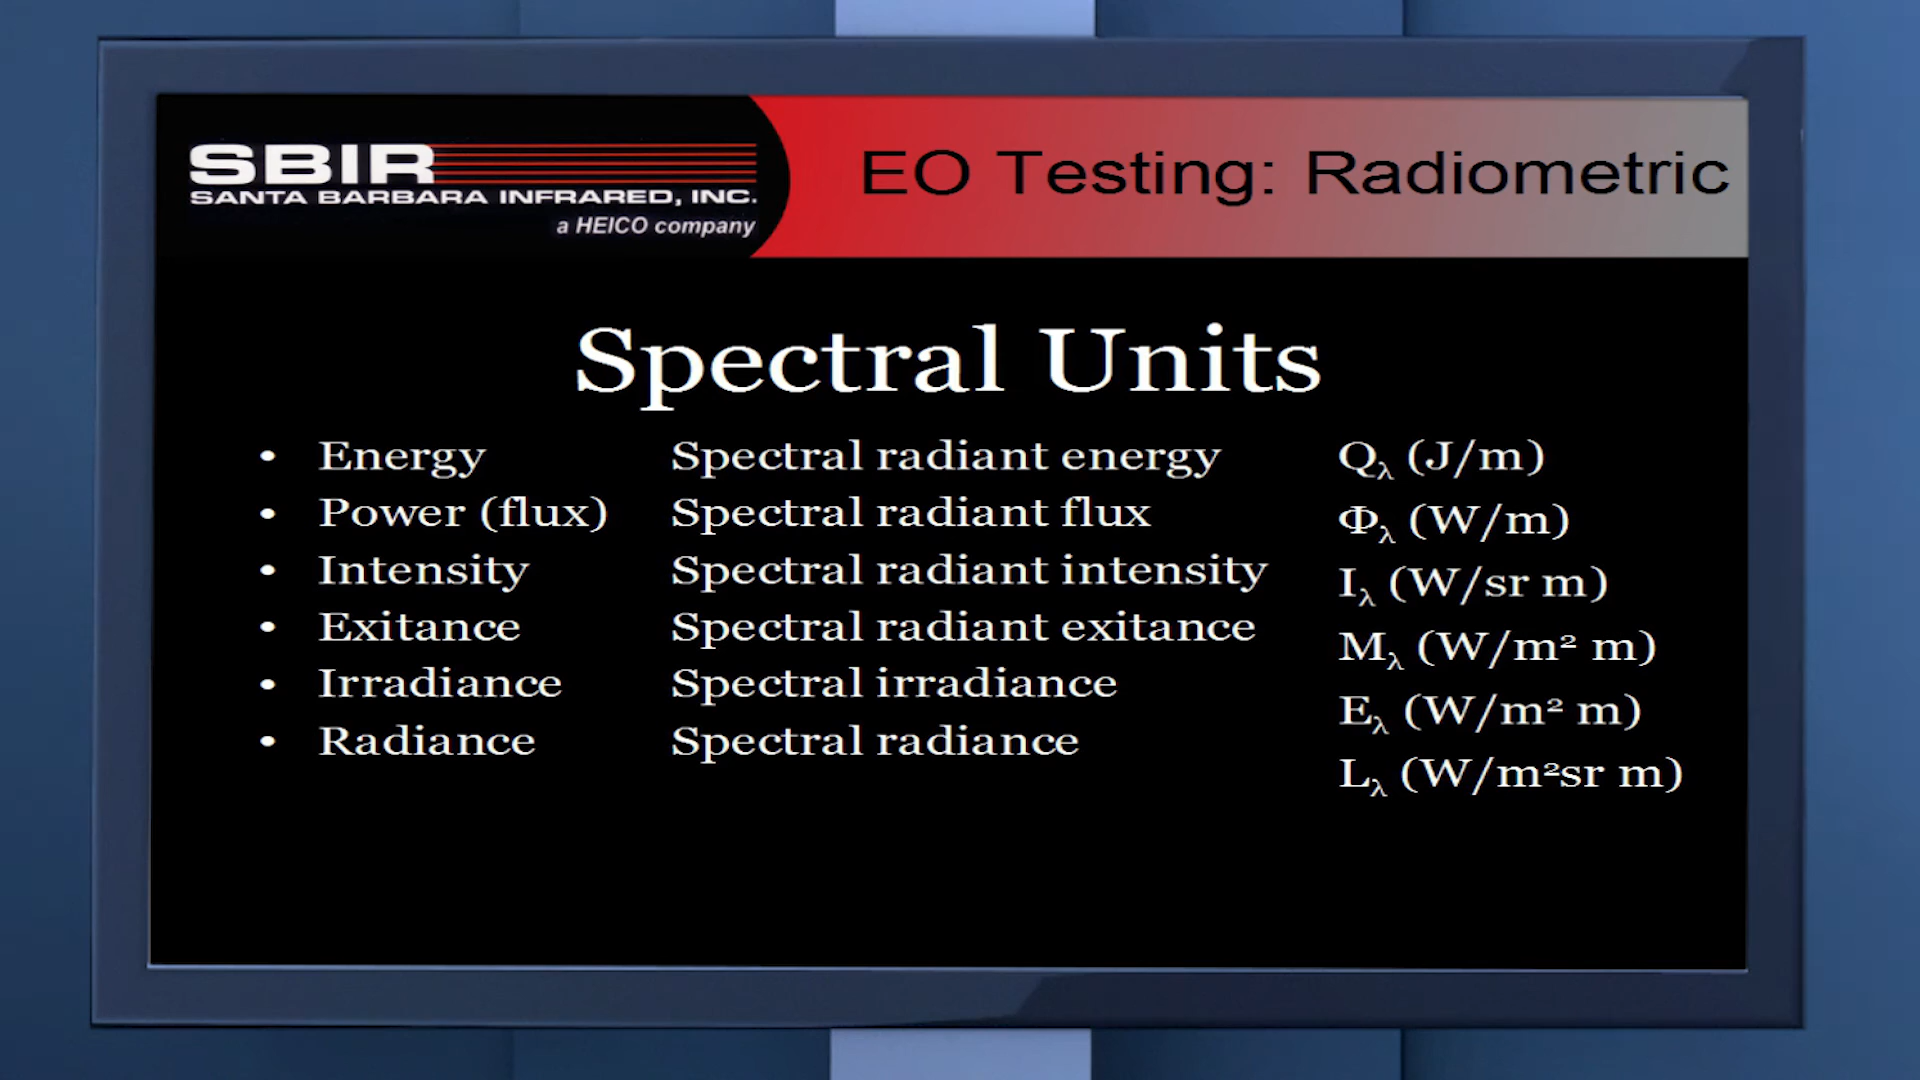 SBIR
SANTA BARBARA INFRARED, INC.
a HEICO company
EO Testing: Radiometric
Spectral Units
• Energy Spectral radiant energy Qλ (J/m)
• Power (flux) Spectral radiant flux Φλ (W/m)
• Intensity Spectral radiant intensity Iλ (W/sr m)
• Exitance Spectral radiant exitance Mλ (W/m² m)
• Irradiance Spectral irradiance Eλ (W/m² m)
• Radiance Spectral radiance Lλ (W/m²sr m)